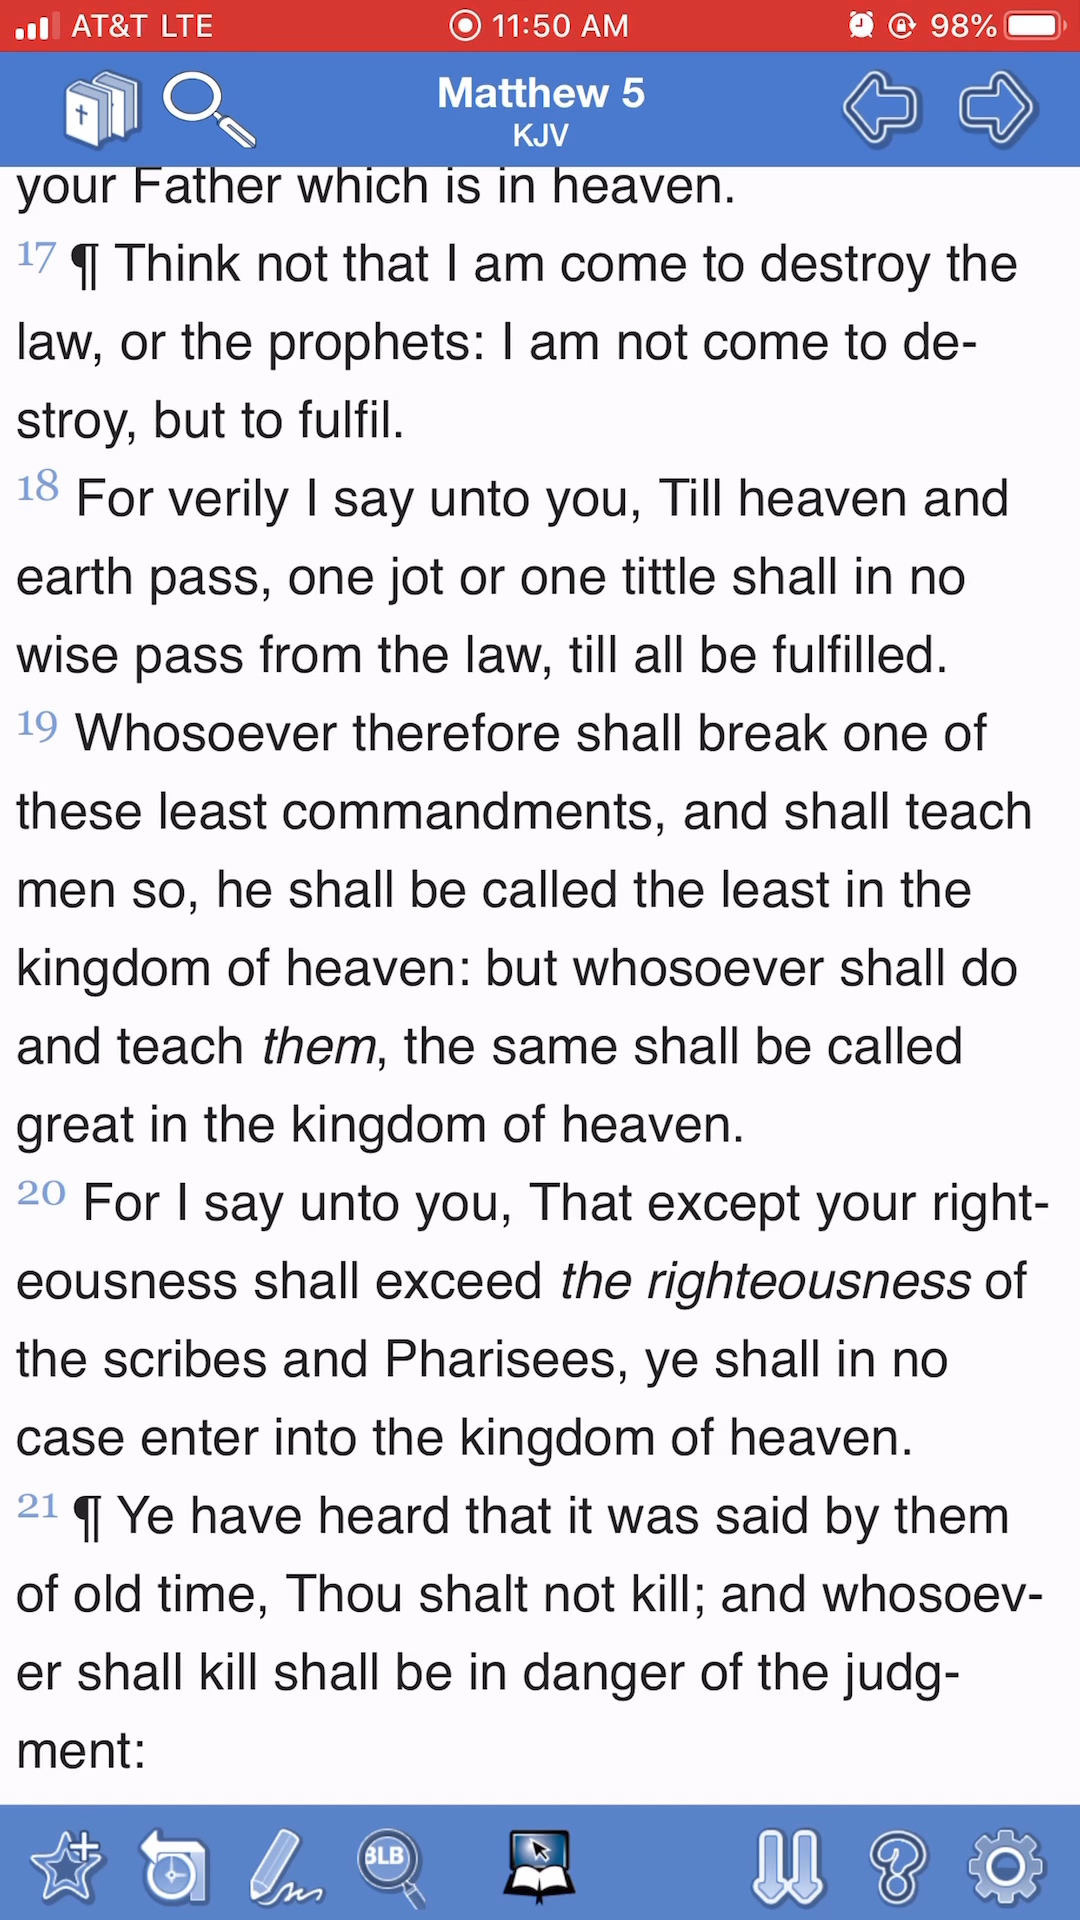 AT&T LTE 11:50 AM 98%
Matthew 5
KJV
your Father which is in heaven.
17 ¶ Think not that I am come to destroy the
law, or the prophets: I am not come to de-
stroy, but to fulfil.
18 For verily I say unto you, Till heaven and
earth pass, one jot or one tittle shall in no
wise pass from the law, till all be fulfilled.
19 Whosoever therefore shall break one of
these least commandments, and shall teach
men so, he shall be called the least in the
kingdom of heaven: but whosoever shall do
and teach them, the same shall be called
great in the kingdom of heaven.
20 For I say unto you, That except your right-
eousness shall exceed the righteousness of
the scribes and Pharisees, ye shall in no
case enter into the kingdom of heaven.
21 ¶ Ye have heard that it was said by them
of old time, Thou shalt not kill; and whosoev-
er shall kill shall be in danger of the judg-
ment:
BLB